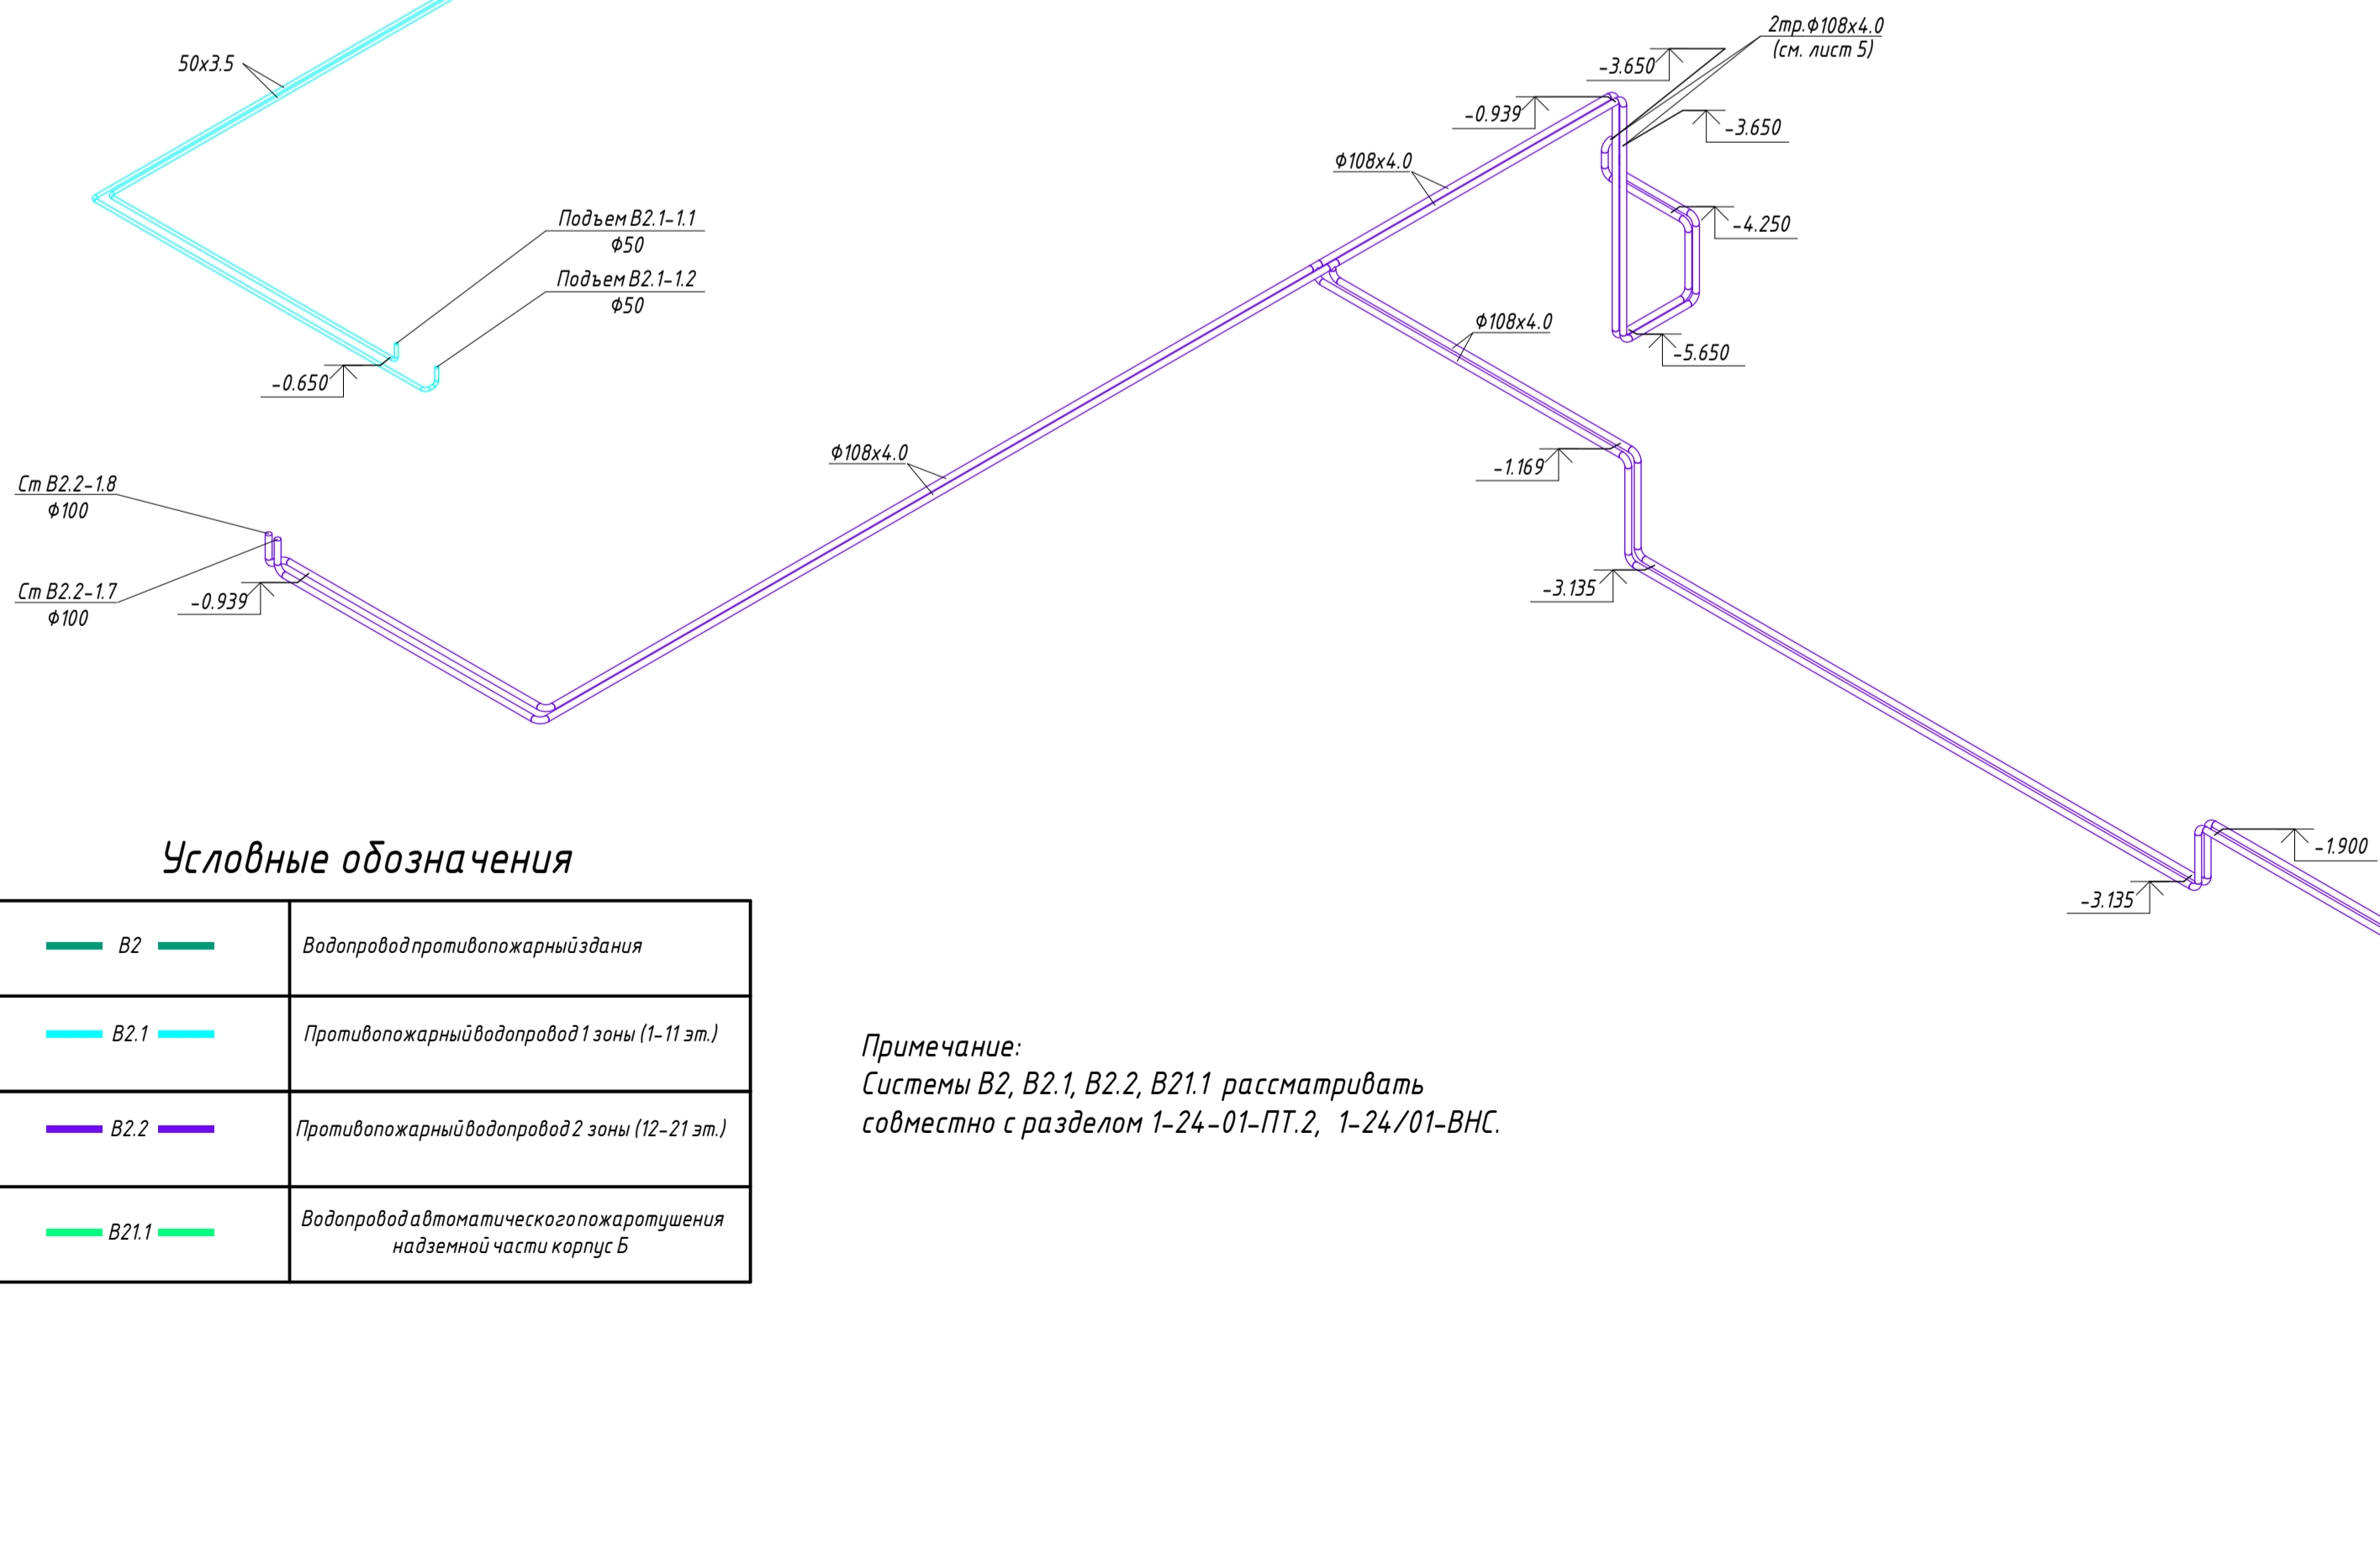 50х3.5
Подъем В2.1-1.1
Ф50
Подъем В2.1-1.2
Ф50
-0.650
Ст В2.2-1.8
Ф100
Ст В2.2-1.7
Ф100
-0.939
Ф108х4.0
Ф108х4.0
-0.939
-3.650
2тр.Ф108х4.0
(см. лист 5)
-3.650
-4.250
-5.650
Ф108х4.0
-1.169
-3.135
-3.135
-1.900
Условные обозначения
В2
Водопровод противопожарный здания
В2.1
Противопожарный водопровод 1 зоны (1-11 эт.)
В2.2
Противопожарный водопровод 2 зоны (12-21 эт.)
В21.1
Водопровод автоматического пожаротушения
надземной части корпус Б
Примечание:
Системы В2, В2.1, В2.2, В21.1 рассматривать
совместно с разделом 1-24-01-ПТ.2, 1-24/01-ВНС.